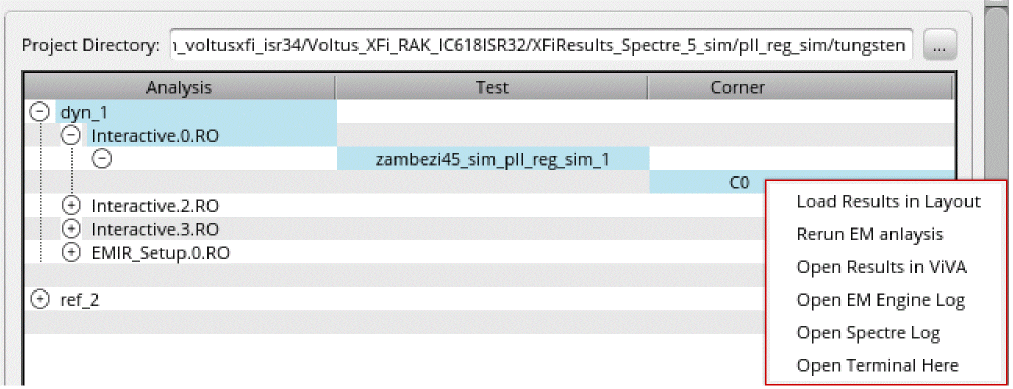 Project Directory: ı_voltusxfi_isr34/Voltus_XFi_RAK_IC618ISR32/XFiResults_Spectre_5_sim/pll_reg_sim/tungsten ...
Analysis Test Corner
dyn_1
Interactive.0.RO
zambezi45_sim_pll_reg_sim_1
C0
Load Results in Layout
Interactive.2.RO
Interactive.3.RO
Rerun EM anlaysis
EMIR_Setup.0.RO
Open Results in ViVA
ref_2
Open EM Engine Log
Open Spectre Log
Open Terminal Here